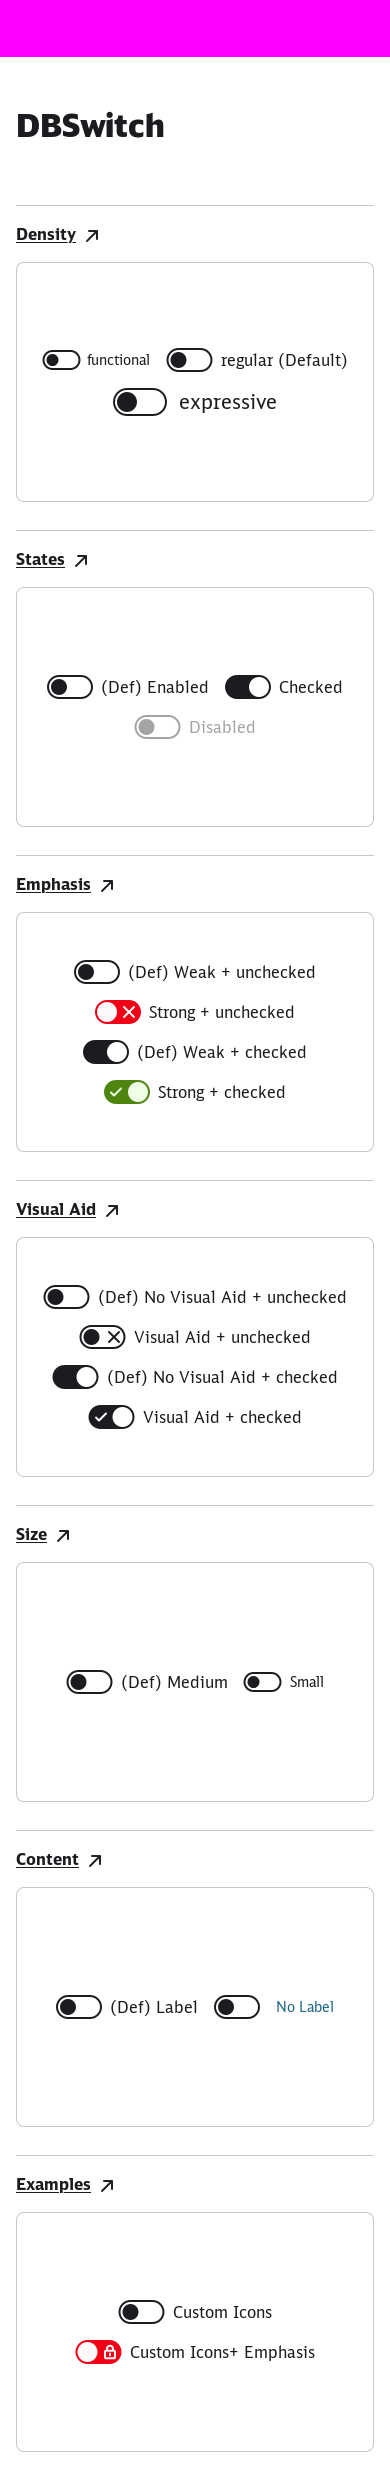 DBSwitch
Density
functional regular (Default)
expressive
States
(Def) Enabled Checked
Disabled
Emphasis
(Def) Weak + unchecked
Strong + unchecked
(Def) Weak + checked
Strong + checked
Visual Aid
(Def) No Visual Aid + unchecked
Visual Aid + unchecked
(Def) No Visual Aid + checked
Visual Aid + checked
Size
(Def) Medium Small
Content
(Def) Label No Label
Examples
Custom Icons
Custom Icons+ Emphasis